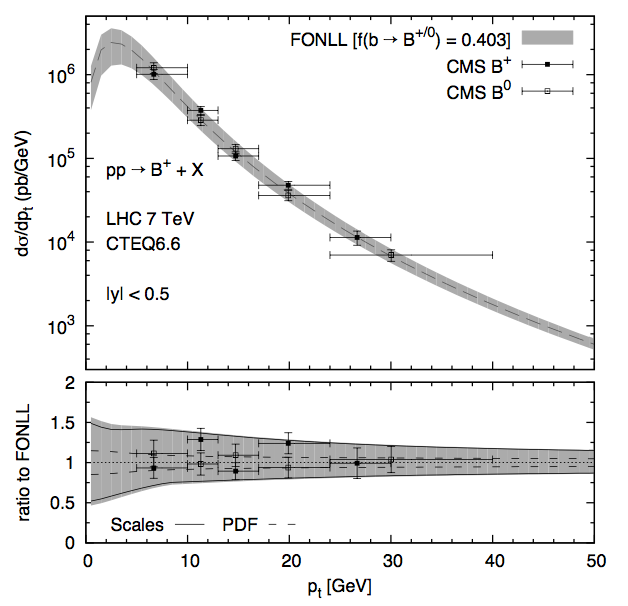 FONLL [f(b → B^{+/0}) = 0.403]
CMS B^+
CMS B^0
10^6
10^5
10^4
10^3
dσ/dp_t (pb/GeV)
pp → B^+ + X
LHC 7 TeV
CTEQ6.6
|y| < 0.5
2
1.5
1
0.5
0
ratio to FONLL
Scales
PDF
0 10 20 30 40 50
p_t [GeV]